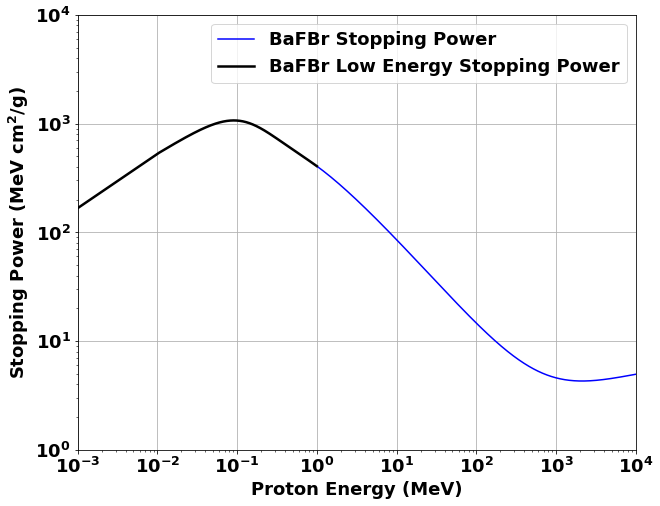 BaFBr Stopping Power
BaFBr Low Energy Stopping Power
Stopping Power (MeV cm²/g)
10⁴
10³
10²
10¹
10⁰
10⁻³ 10⁻² 10⁻¹ 10⁰ 10¹ 10² 10³ 10⁴
Proton Energy (MeV)